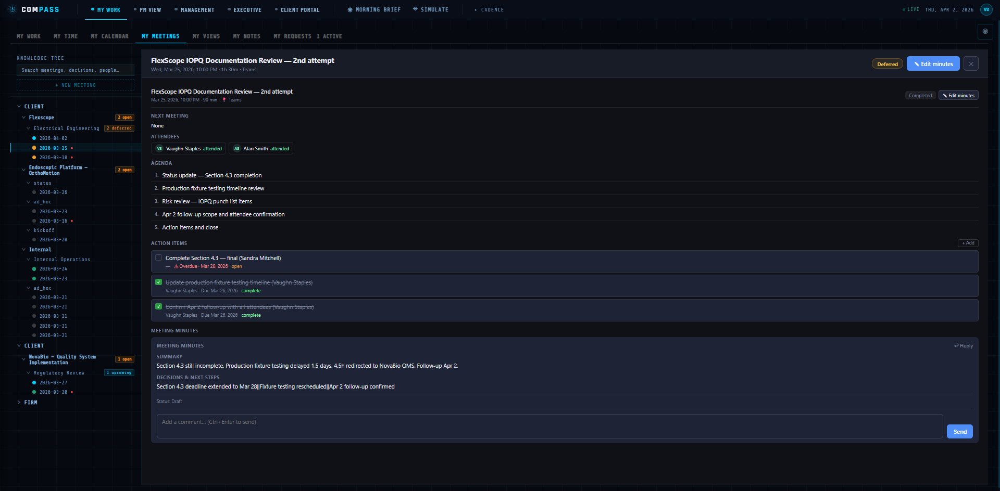 COMPASS
MY WORK
PM VIEW
MANAGEMENT
EXECUTIVE
CLIENT PORTAL
MORNING BRIEF
SIMULATE
CADENCE
LIVE
THU, APR 2, 2026
VS
MY WORK
MY TIME
MY CALENDAR
MY MEETINGS
MY VIEWS
MY NOTES
MY REQUESTS 1 ACTIVE
KNOWLEDGE TREE
Search meetings, decisions, people…
+ NEW MEETING
CLIENT
Flexscope
2 open
Electrical Engineering
2 deferred
2026-04-02
2026-03-25
2026-03-18
Endoscopic Platform —
OrthoMotion
2 open
status
2026-03-26
ad_hoc
2026-03-23
2026-03-16
kickoff
2026-03-20
Internal
Internal Operations
2026-03-24
2026-03-23
ad_hoc
2026-03-21
2026-03-21
2026-03-21
2026-03-21
2026-03-21
CLIENT
NovaBio — Quality System
Implementation
1 open
Regulatory Review
1 upcoming
2026-03-27
2026-03-20
FIRM
FlexScope IOPQ Documentation Review — 2nd attempt
Wed, Mar 25, 2026, 10:00 PM · 1h 30m · Teams
Deferred
Edit minutes
FlexScope IOPQ Documentation Review — 2nd attempt
Mar 25, 2026, 10:00 PM · 90 min · Teams
Completed
Edit minutes
NEXT MEETING
None
ATTENDEES
VS Vaughn Staples attended
AS Alan Smith attended
AGENDA
1. Status update — Section 4.3 completion
2. Production fixture testing timeline review
3. Risk review — IOPQ punch list items
4. Apr 2 follow-up scope and attendee confirmation
5. Action items and close
ACTION ITEMS
+ Add
Complete Section 4.3 — final (Sandra Mitchell)
— ⚠ Overdue · Mar 28, 2026 open
Update production fixture testing timeline (Vaughn Staples)
Vaughn Staples Due Mar 26, 2026 complete
Confirm Apr 2 follow-up with all attendees (Vaughn Staples)
Vaughn Staples Due Mar 26, 2026 complete
MEETING MINUTES
MEETING MINUTES
Reply
SUMMARY
Section 4.3 still incomplete. Production fixture testing delayed 1.5 days. 4.5h redirected to NovaBio QMS. Follow-up Apr 2.
DECISIONS & NEXT STEPS
Section 4.3 deadline extended to Mar 28||Fixture testing rescheduled||Apr 2 follow-up confirmed
Status: Draft
Add a comment... (Ctrl+Enter to send)
Send